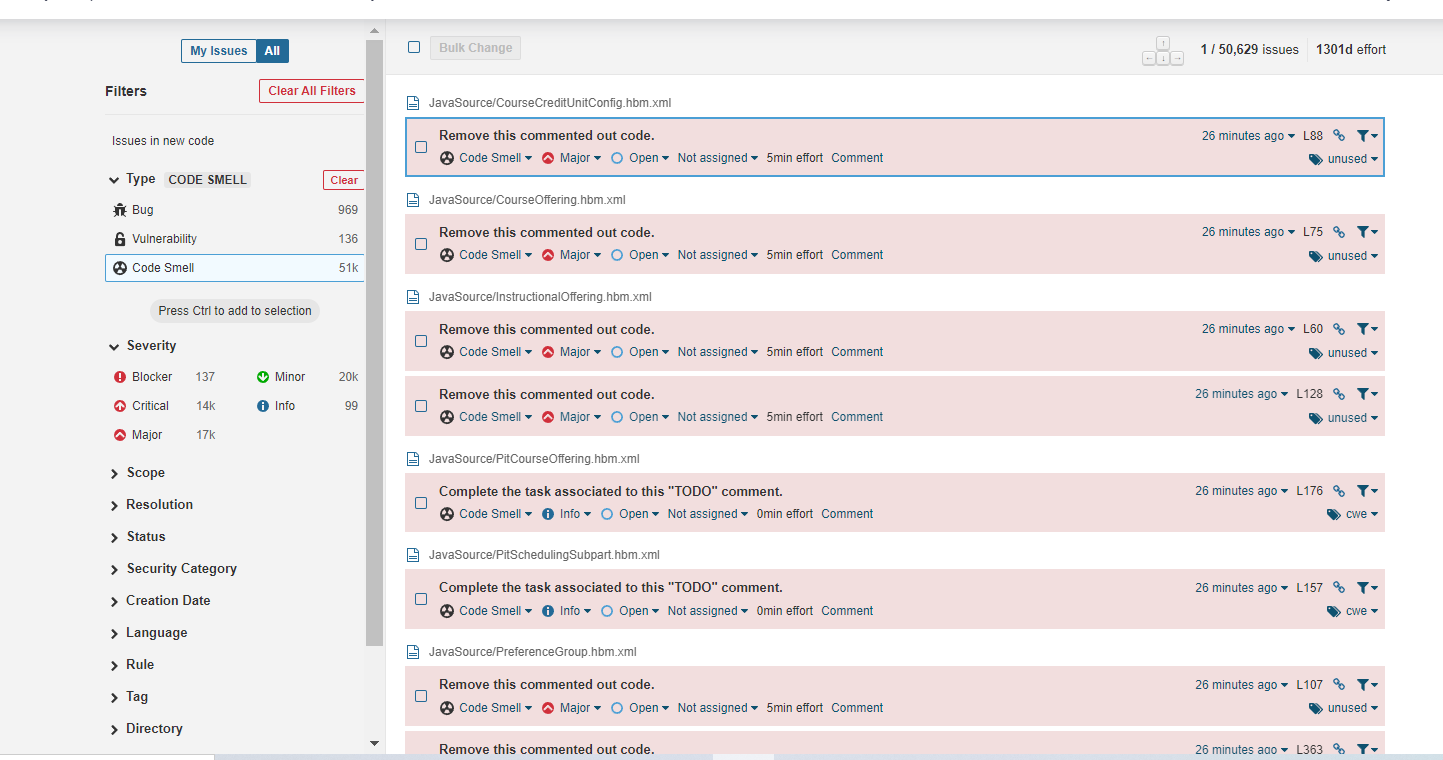 My Issues All
Bulk Change
1 / 50,629 issues 1301d effort
Filters
Clear All Filters
Issues in new code
Type CODE SMELL Clear
Bug 969
Vulnerability 136
Code Smell 51k
Press Ctrl to add to selection
Severity
Blocker 137 Minor 20k
Critical 14k Info 99
Major 17k
Scope
Resolution
Status
Security Category
Creation Date
Language
Rule
Tag
Directory
JavaSource/CourseCreditUnitConfig.hbm.xml
Remove this commented out code. 26 minutes ago L88
Code Smell Major Open Not assigned 5min effort Comment unused
JavaSource/CourseOffering.hbm.xml
Remove this commented out code. 26 minutes ago L75
Code Smell Major Open Not assigned 5min effort Comment unused
JavaSource/InstructionalOffering.hbm.xml
Remove this commented out code. 26 minutes ago L60
Code Smell Major Open Not assigned 5min effort Comment unused
Remove this commented out code. 26 minutes ago L128
Code Smell Major Open Not assigned 5min effort Comment unused
JavaSource/PitCourseOffering.hbm.xml
Complete the task associated to this "TODO" comment. 26 minutes ago L176
Code Smell Info Open Not assigned 0min effort Comment cwe
JavaSource/PitSchedulingSubpart.hbm.xml
Complete the task associated to this "TODO" comment. 26 minutes ago L157
Code Smell Info Open Not assigned 0min effort Comment cwe
JavaSource/PreferenceGroup.hbm.xml
Remove this commented out code. 26 minutes ago L107
Code Smell Major Open Not assigned 5min effort Comment unused
Remove this commented out code. 26 minutes ago L363